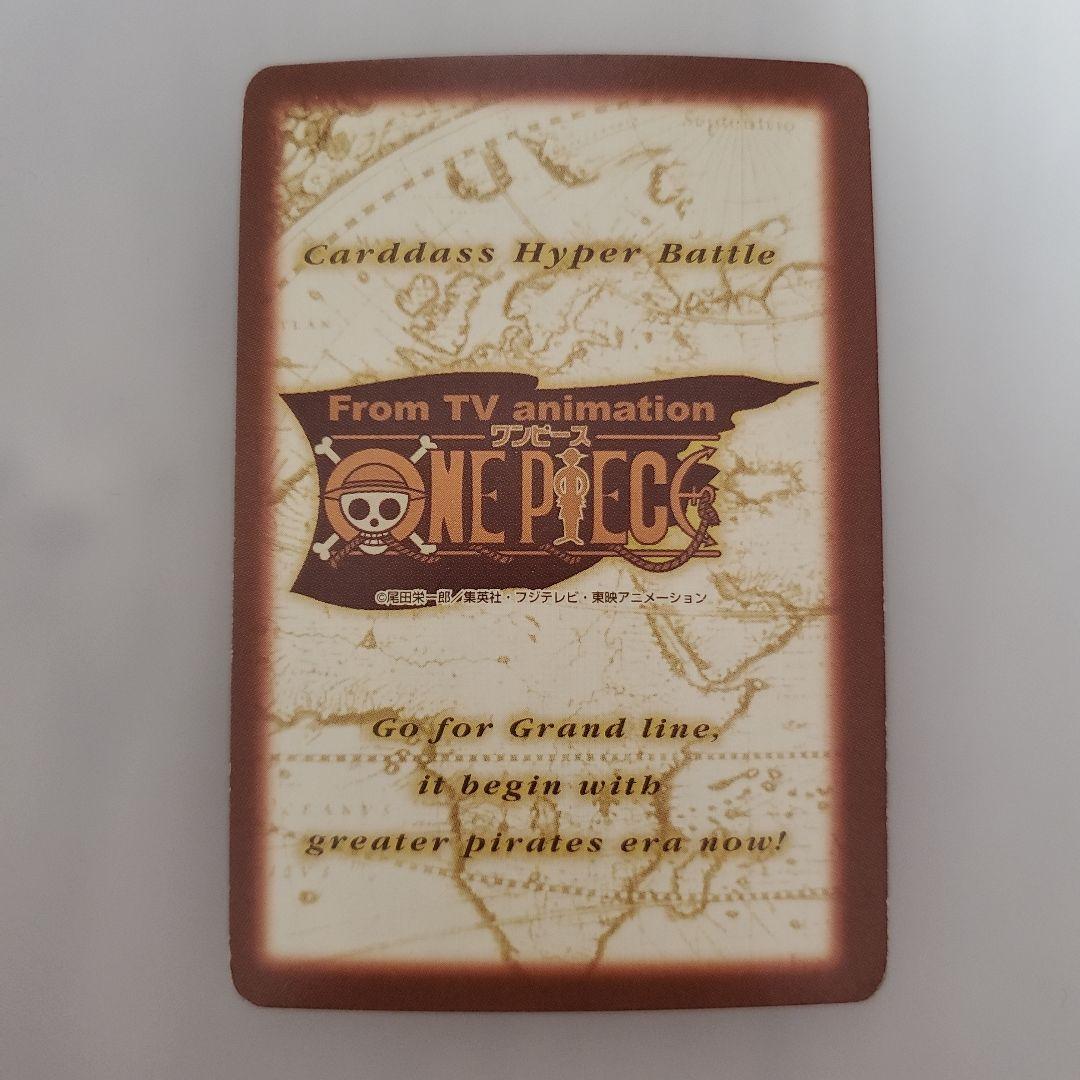 Septentrio
Carddass Hyper Battle
From TV animation
ワンピース
ONE PIECE
©尾田栄一郎／集英社・フジテレビ・東映アニメーション
Go for Grand line,
it begin with
greater pirates era now!